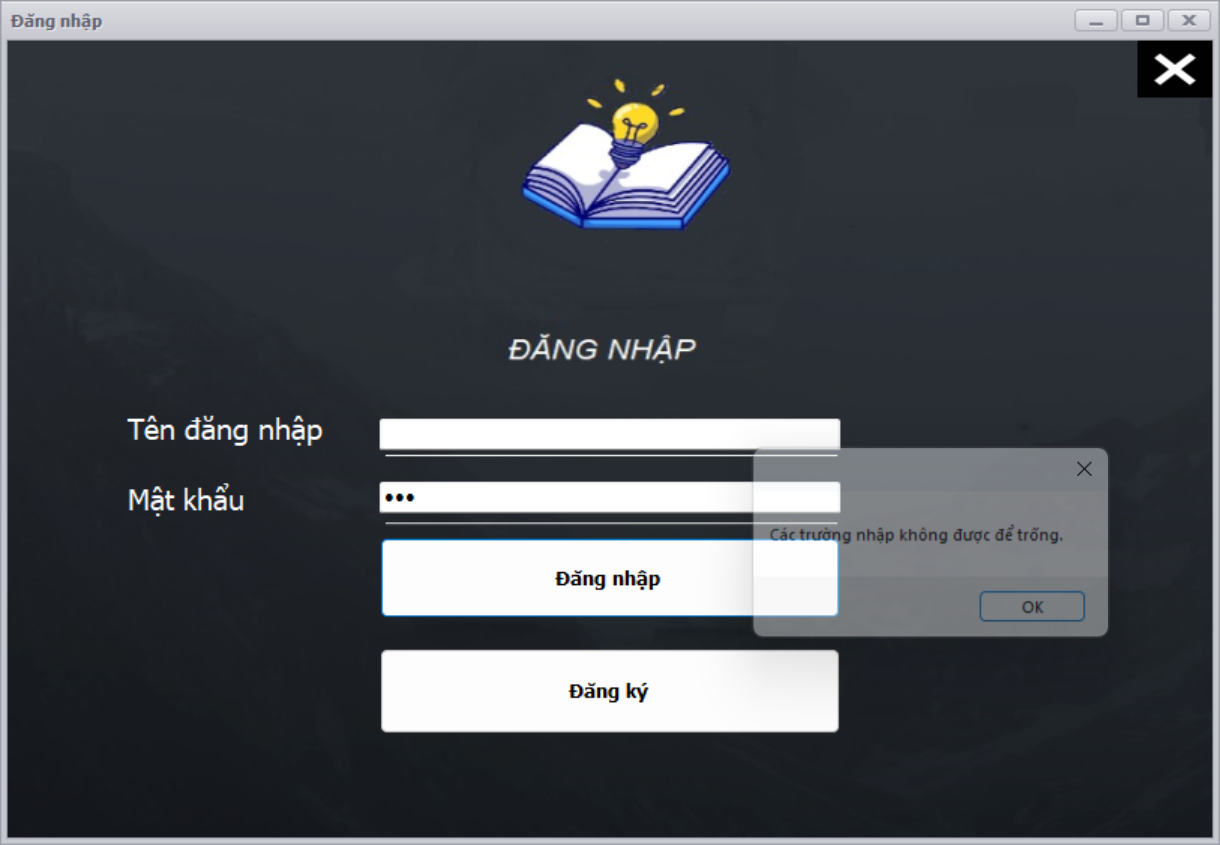 Đăng nhập
ĐĂNG NHẬP
Tên đăng nhập
Mật khẩu
Các trường nhập không được để trống.
Đăng nhập
OK
Đăng ký